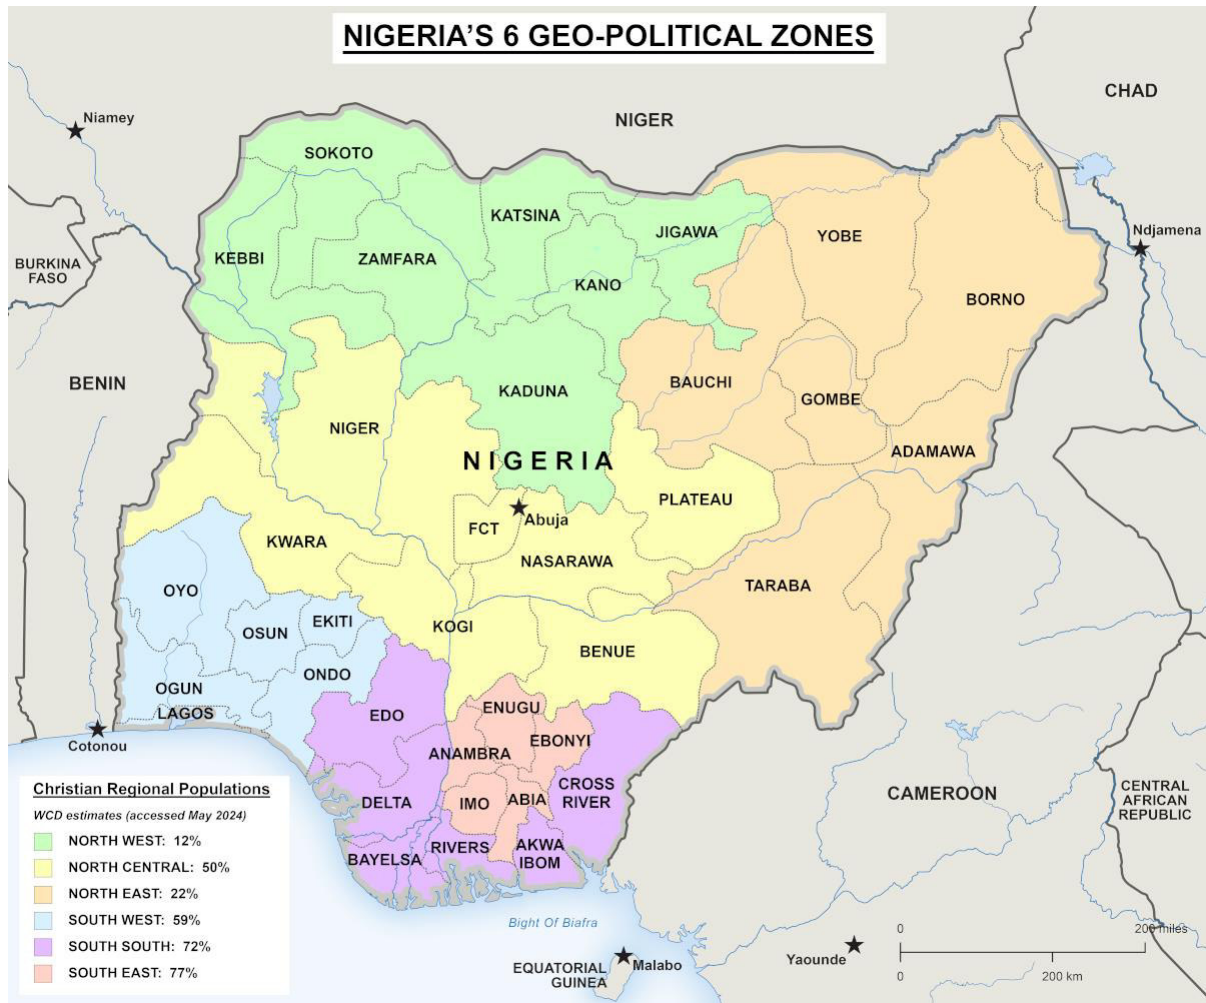 NIGERIA'S 6 GEO-POLITICAL ZONES
CHAD
Niamey
NIGER
SOKOTO
KATSINA
JIGAWA
YOBE
Ndjamena
KEBBI
ZAMFARA
BURKINA
FASO
KANO
BORNO
BENIN
BAUCHI
KADUNA
GOMBE
NIGER
ADAMAWA
NIGERIA
PLATEAU
FCT
Abuja
KWARA
NASARAWA
OYO
TARABA
EKITI
OSUN
KOGI
BENUE
ONDO
OGUN
LAGOS
EDO
ENUGU
Cotonou
EBONYI
ANAMBRA
CROSS
RIVER
DELTA
IMO
ABIA
CAMEROON
CENTRAL
AFRICAN
REPUBLIC
BAYELSA
RIVERS
AKWA
IBOM
Christian Regional Populations
WCD estimates (accessed May 2024)
NORTH WEST: 12%
NORTH CENTRAL: 50%
NORTH EAST: 22%
SOUTH WEST: 59%
SOUTH SOUTH: 72%
SOUTH EAST: 77%
Bight Of Biafra
EQUATORIAL
GUINEA
Malabo
Yaounde
0
200 miles
0
200 km